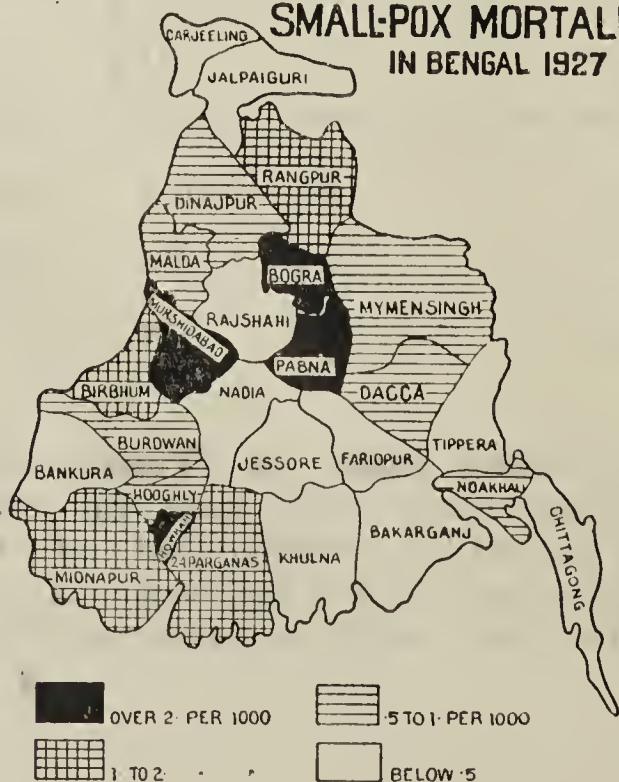 SMALL-POX MORTAL
IN BENGAL 1927
DARJEELING
JALPAIGURI
RANGPUR
DINAJPUR
MALDA
BOGRA
RAJSHAHI
MYMENSINGH
MURSHIDABAD
PABNA
BIRBHUM
NADIA
DACCA
BURDWAN
TIPPERA
BANKURA
JESSORE
FARIDPUR
HOOGHLY
NOAKHALI
HOWRAH
BAKARGANJ
MIDNAPUR
24 PARGANAS
KHULNA
CHITTAGONG
OVER 2· PER 1000
·5 TO 1· PER 1000
1· TO 2· " "
BELOW ·5